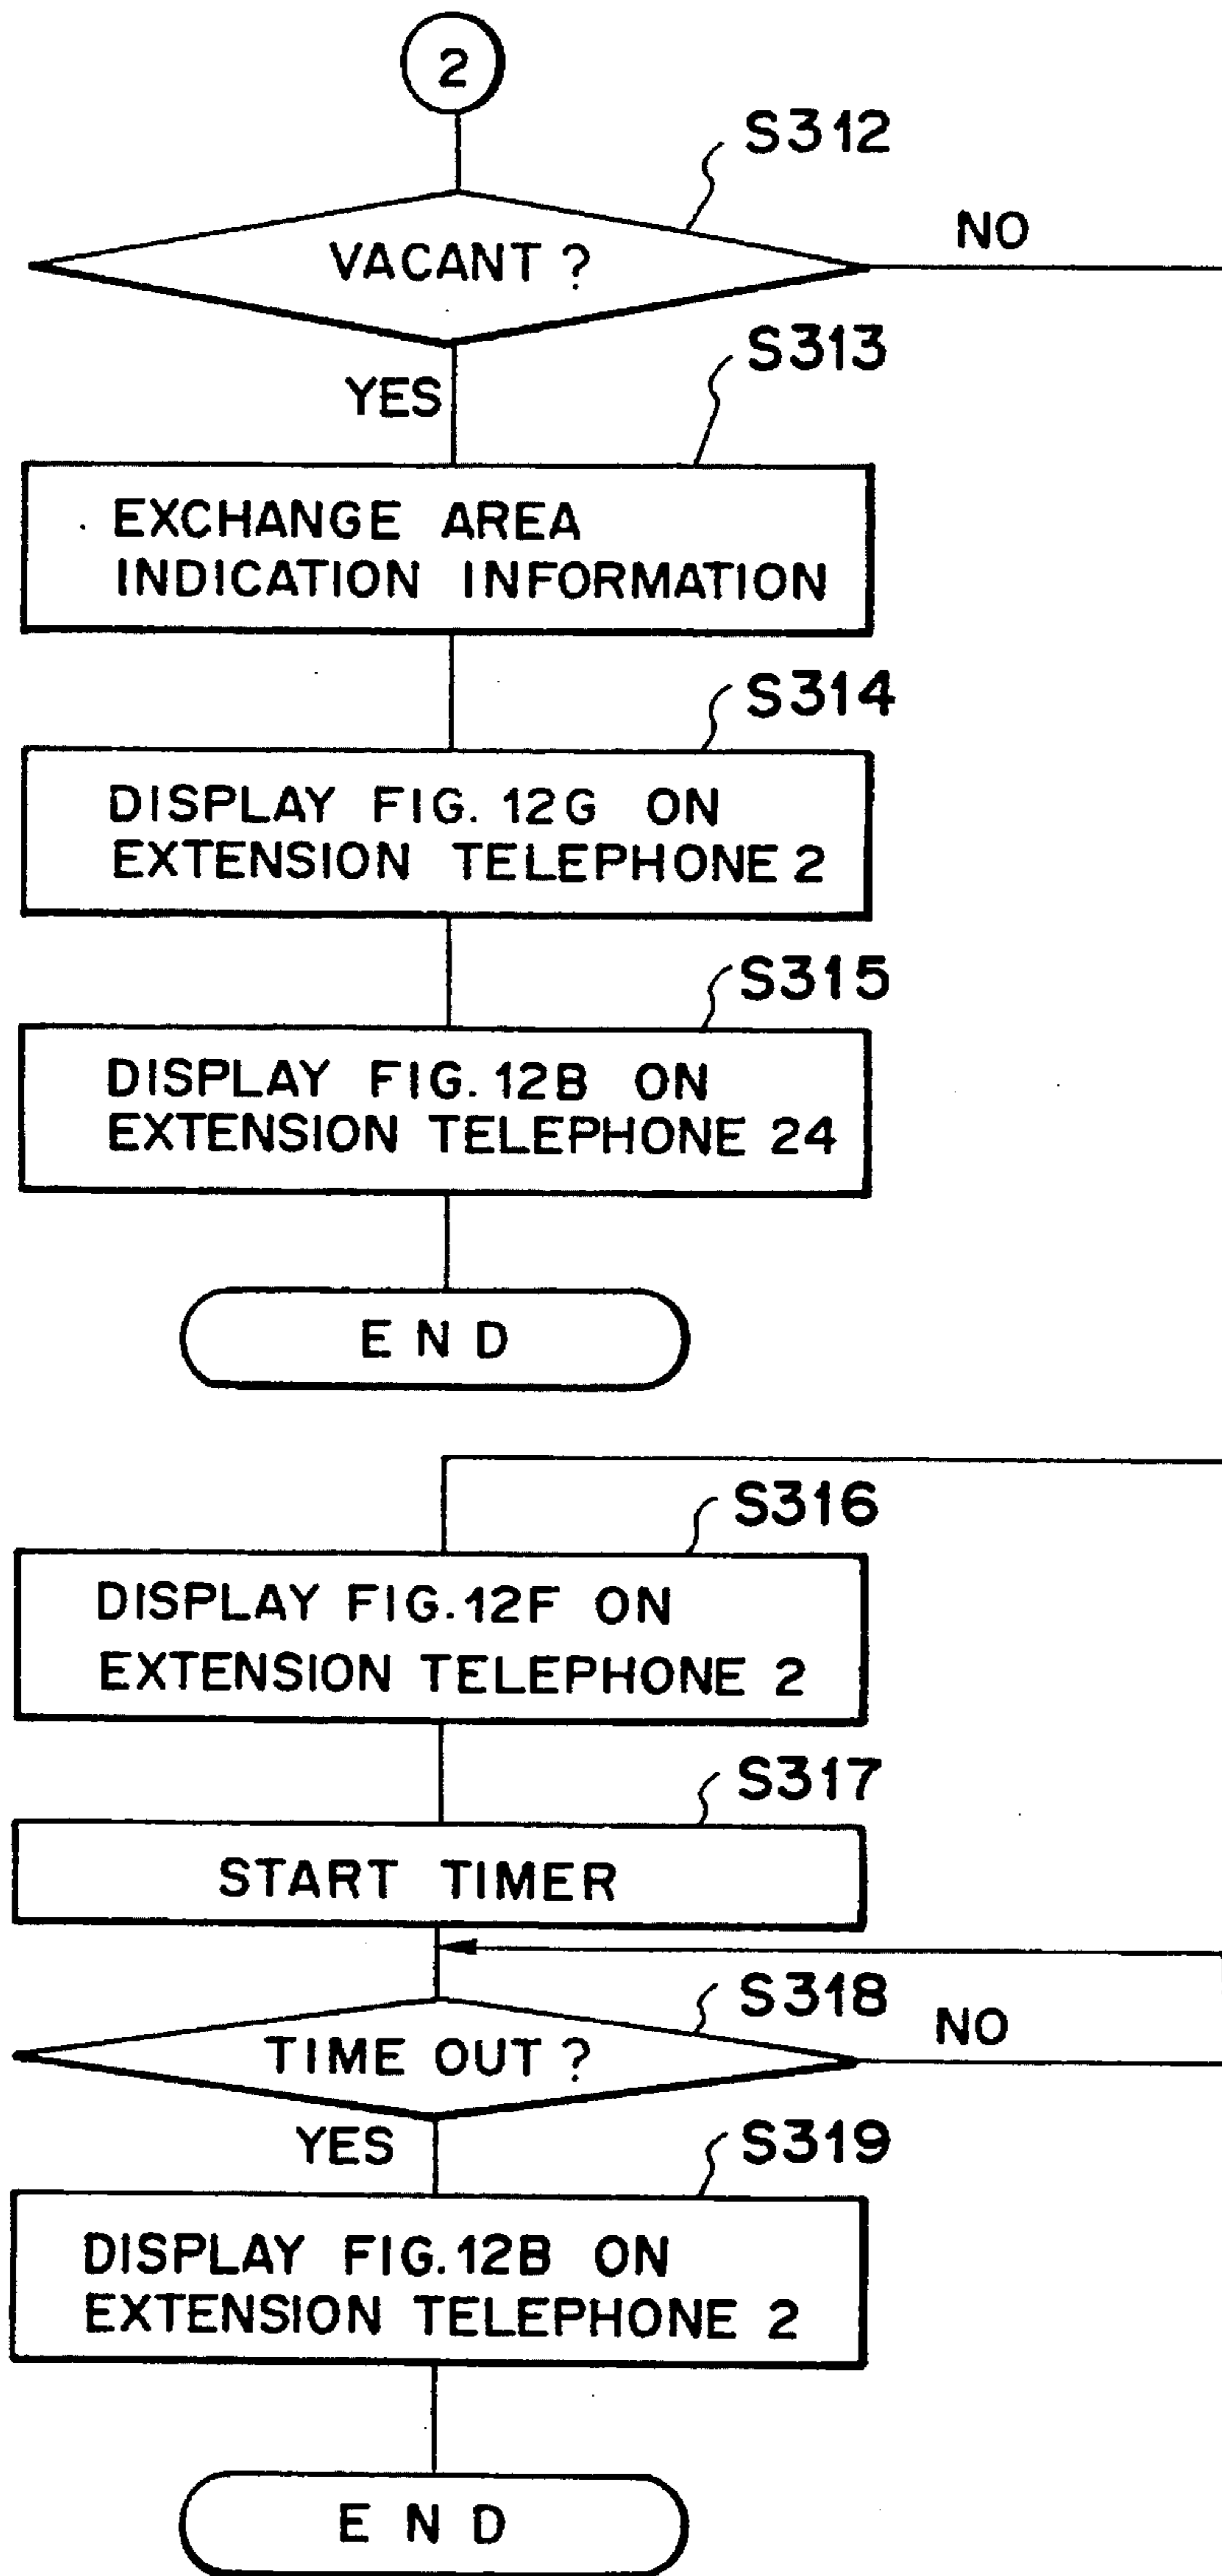 2
S312
VACANT ?
NO
S313
YES
EXCHANGE AREA
INDICATION INFORMATION
S314
DISPLAY FIG. 12G ON
EXTENSION TELEPHONE 2
S315
DISPLAY FIG. 12B ON
EXTENSION TELEPHONE 24
END
S316
DISPLAY FIG. 12F ON
EXTENSION TELEPHONE 2
S317
START TIMER
S318
NO
TIME OUT ?
YES
S319
DISPLAY FIG. 12B ON
EXTENSION TELEPHONE 2
END